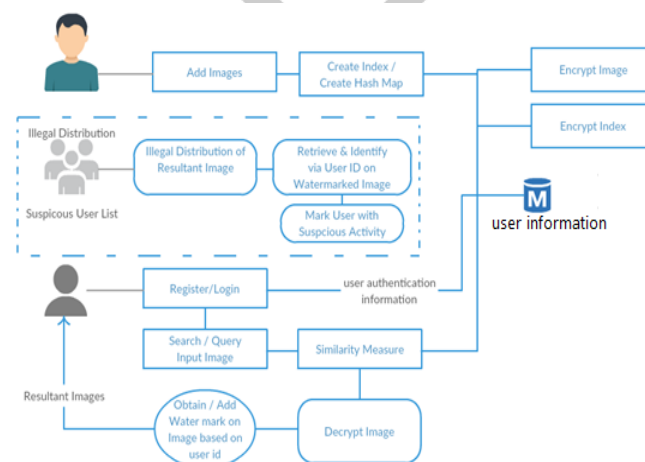 Add Images
Create Index /
Create Hash Map
Encrypt Image
Encrypt Index
Illegal Distribution
Illegal Distribution of
Resultant Image
Retrieve & Identify
via User ID on
Watermarked Image
Suspicous User List
Mark User with
Suspcious Activity
M
user information
Register/Login
user authentication
information
Search / Query
Input Image
Similarity Measure
Resultant Images
Obtain / Add
Water mark on
Image based on
user id
Decrypt Image